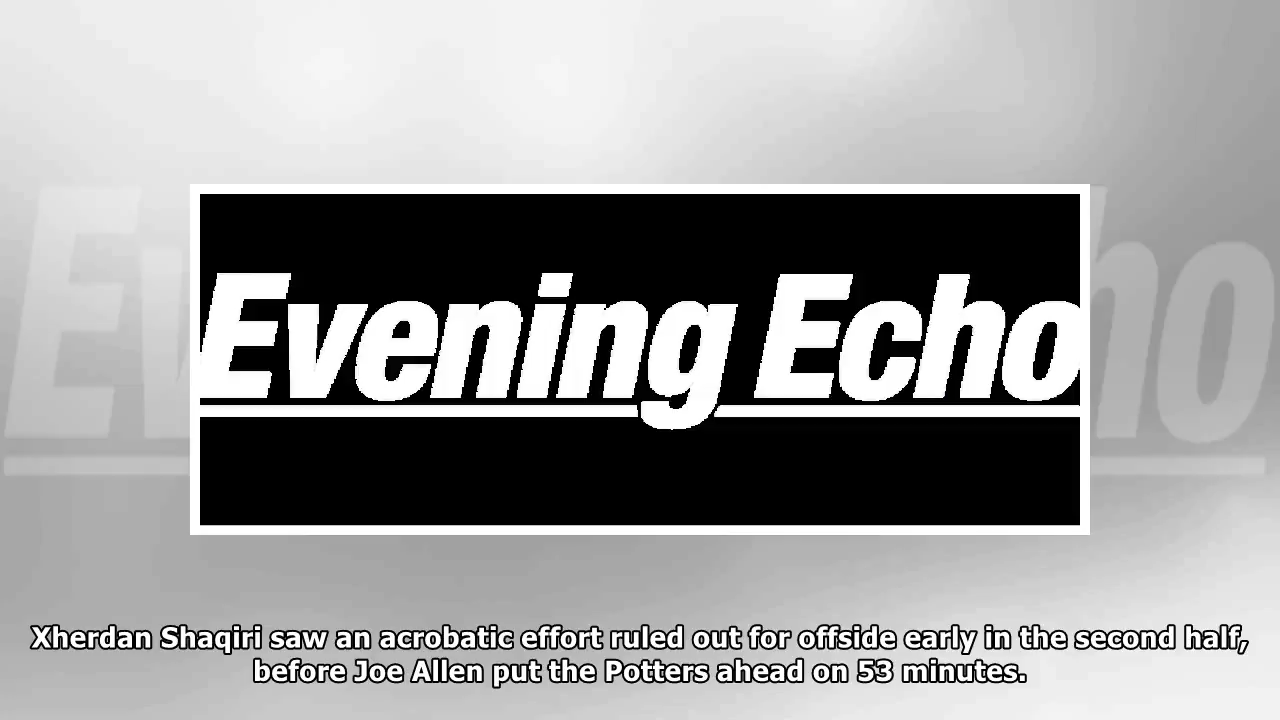 Evening Echo
Xherdan Shaqiri saw an acrobatic effort ruled out for offside early in the second half,
before Joe Allen put the Potters ahead on 53 minutes.